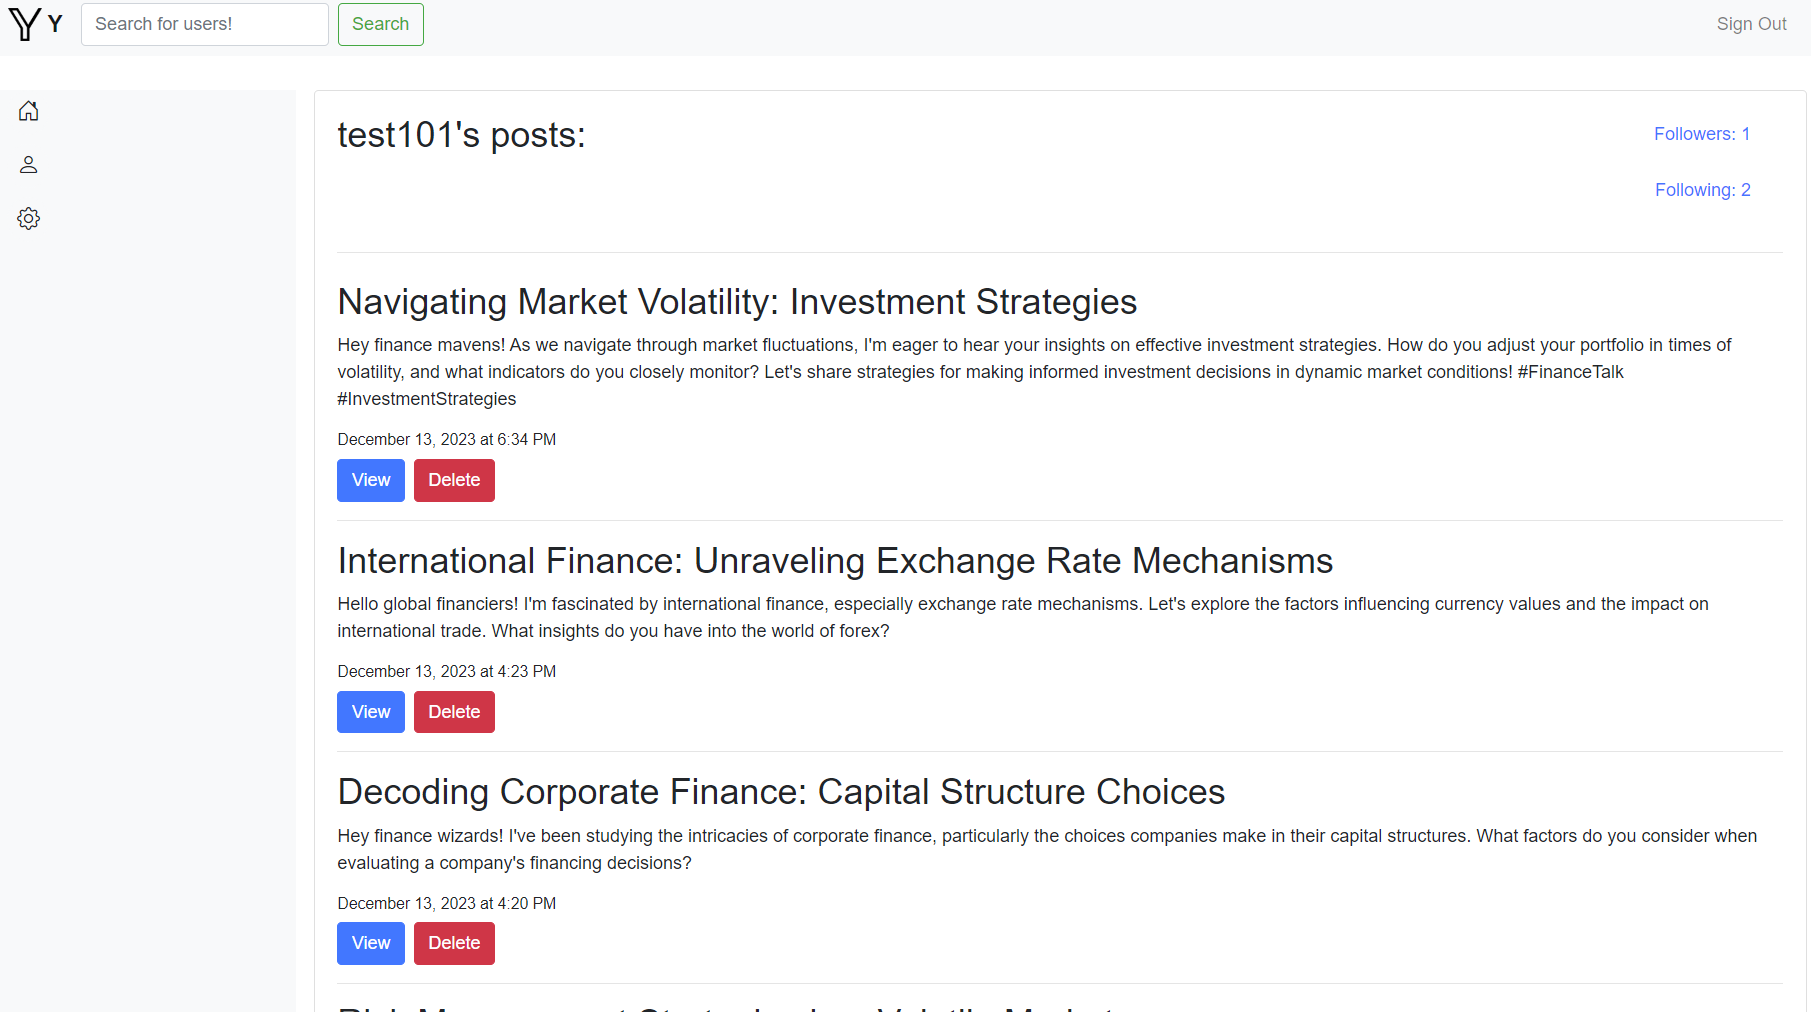 Y Y Search for users! Search Sign Out
test101's posts:
Followers: 1
Following: 2
Navigating Market Volatility: Investment Strategies
Hey finance mavens! As we navigate through market fluctuations, I'm eager to hear your insights on effective investment strategies. How do you adjust your portfolio in times of
volatility, and what indicators do you closely monitor? Let's share strategies for making informed investment decisions in dynamic market conditions! #FinanceTalk
#InvestmentStrategies
December 13, 2023 at 6:34 PM
View Delete
International Finance: Unraveling Exchange Rate Mechanisms
Hello global financiers! I'm fascinated by international finance, especially exchange rate mechanisms. Let's explore the factors influencing currency values and the impact on
international trade. What insights do you have into the world of forex?
December 13, 2023 at 4:23 PM
View Delete
Decoding Corporate Finance: Capital Structure Choices
Hey finance wizards! I've been studying the intricacies of corporate finance, particularly the choices companies make in their capital structures. What factors do you consider when
evaluating a company's financing decisions?
December 13, 2023 at 4:20 PM
View Delete